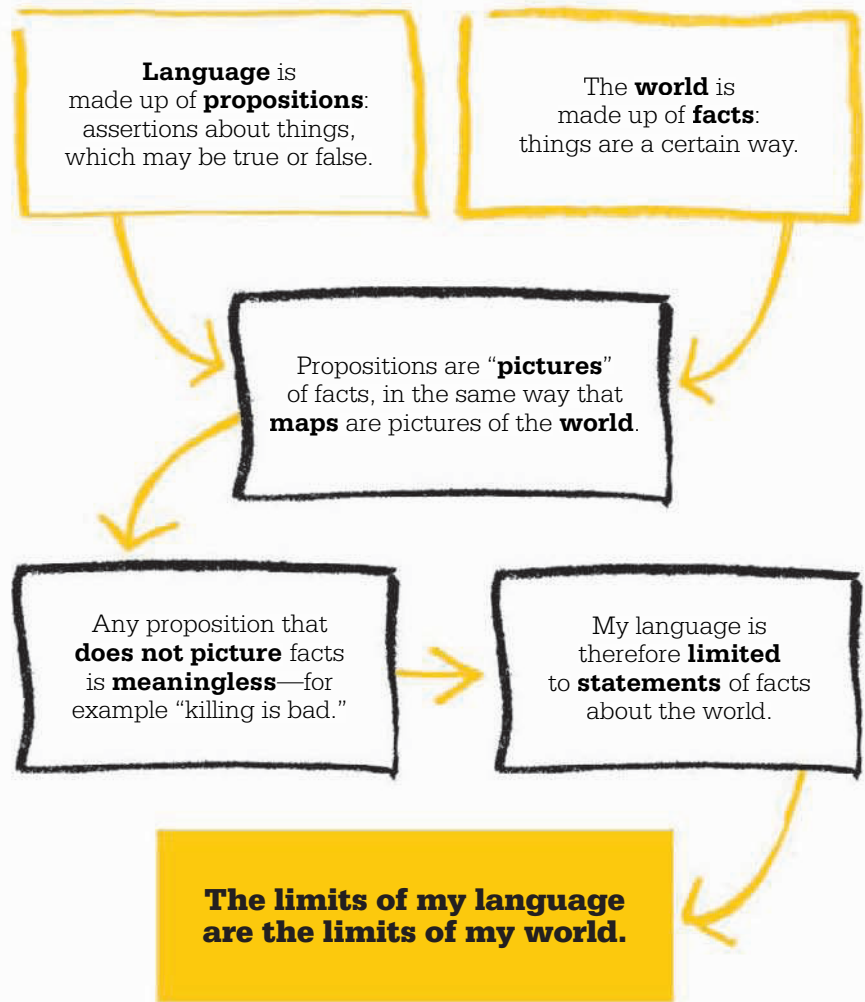 Language is
made up of propositions:
assertions about things,
which may be true or false.
The world is
made up of facts:
things are a certain way.
Propositions are “pictures”
of facts, in the same way that
maps are pictures of the world.
Any proposition that
does not picture facts
is meaningless—for
example “killing is bad.”
My language is
therefore limited
to statements of facts
about the world.
The limits of my language
are the limits of my world.